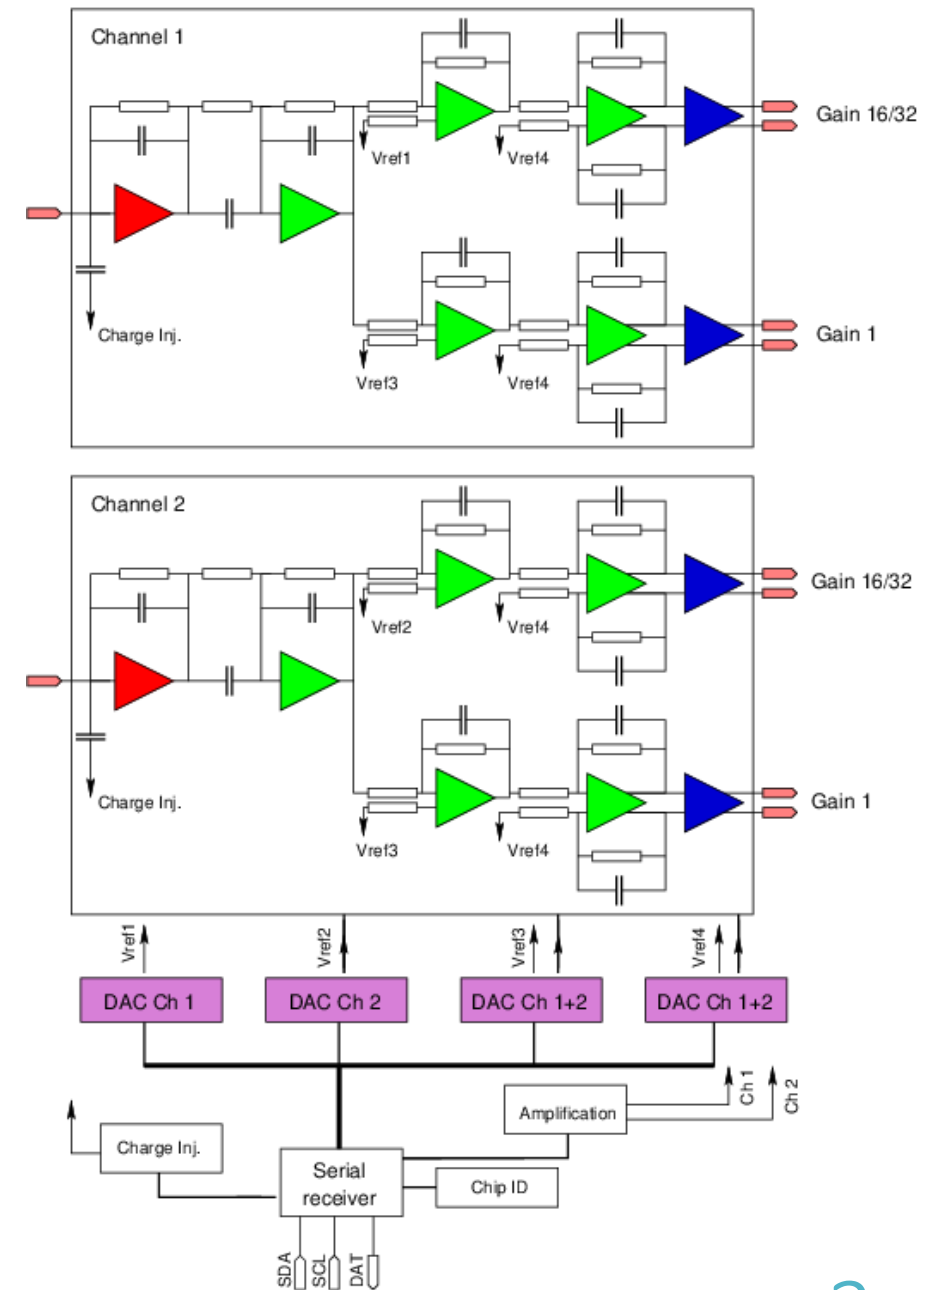 Channel 1
Gain 16/32
Vref1
Vref4
Charge Inj.
Gain 1
Vref3
Vref4
Channel 2
Gain 16/32
Vref2
Vref4
Charge Inj.
Gain 1
Vref3
Vref4
Vref1
Vref2
Vref3
Vref4
DAC Ch 1
DAC Ch 2
DAC Ch 1+2
DAC Ch 1+2
Ch 1
Ch 2
Amplification
Charge Inj.
Serial
receiver
Chip ID
SDA
SCL
DAT